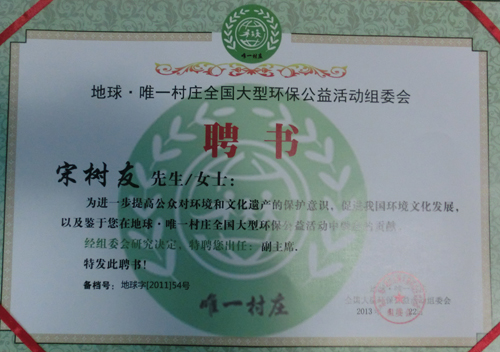 唯一村庄
地球·唯一村庄全国大型环保公益活动组委会
聘书
宋树友 先生/女士：
为进一步提高公众对环境和文化遗产的保护意识，促进我国环境文化发展，
以及鉴于您在地球·唯一村庄全国大型环保公益活动中
经组委会研究决定，特聘您出任：副主席.
特发此聘书！
备档号：地球字[2011]54号
唯一村庄
活动组委会
2013